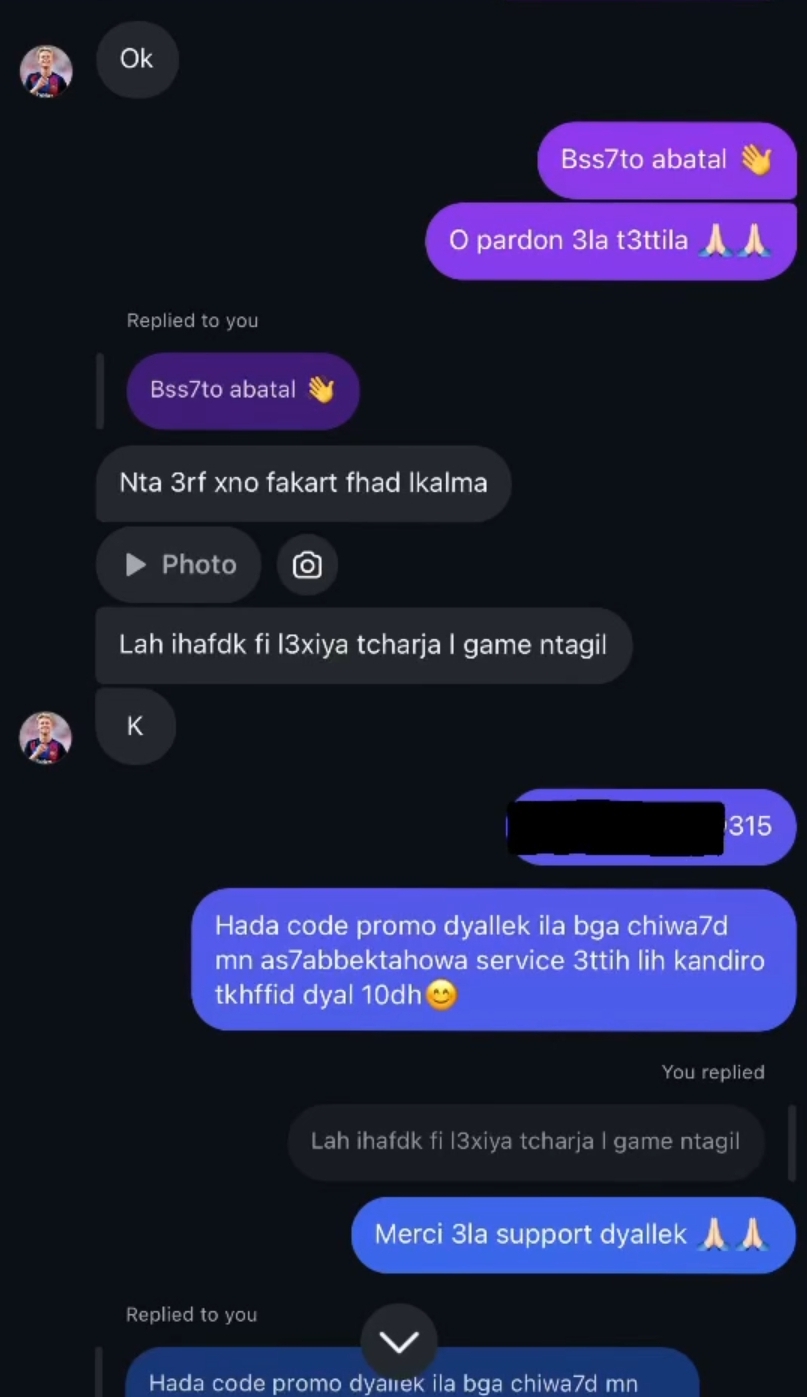 Ok
Bss7to abatal 👋
O pardon 3la t3ttila 🙏🏻🙏🏻
Replied to you
Bss7to abatal 👋
Nta 3rf xno fakart fhad lkalma
Photo
Lah ihafdk fi l3xiya tcharja l game ntagil
K
315
Hada code promo dyallek ila bga chiwa7d
mn as7abbektahowa service 3ttih lih kandiro
tkhffid dyal 10dh😊
You replied
Lah ihafdk fi l3xiya tcharja l game ntagil
Merci 3la support dyallek 🙏🏻🙏🏻
Replied to you
Hada code promo dyallek ila bga chiwa7d mn